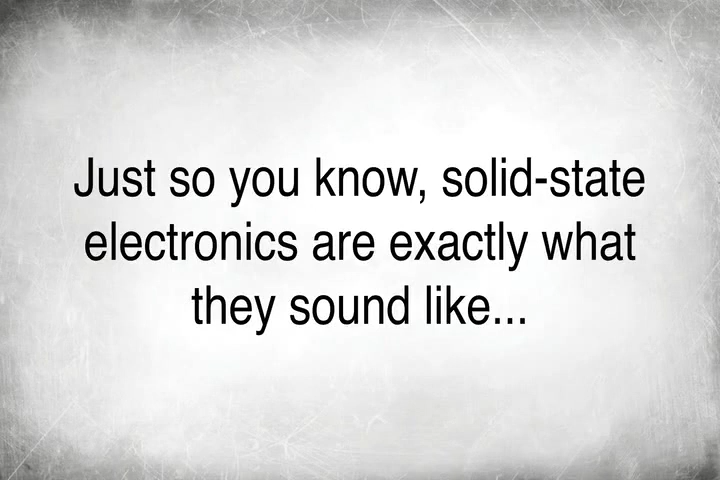 Just so you know, solid-state
electronics are exactly what
they sound like...